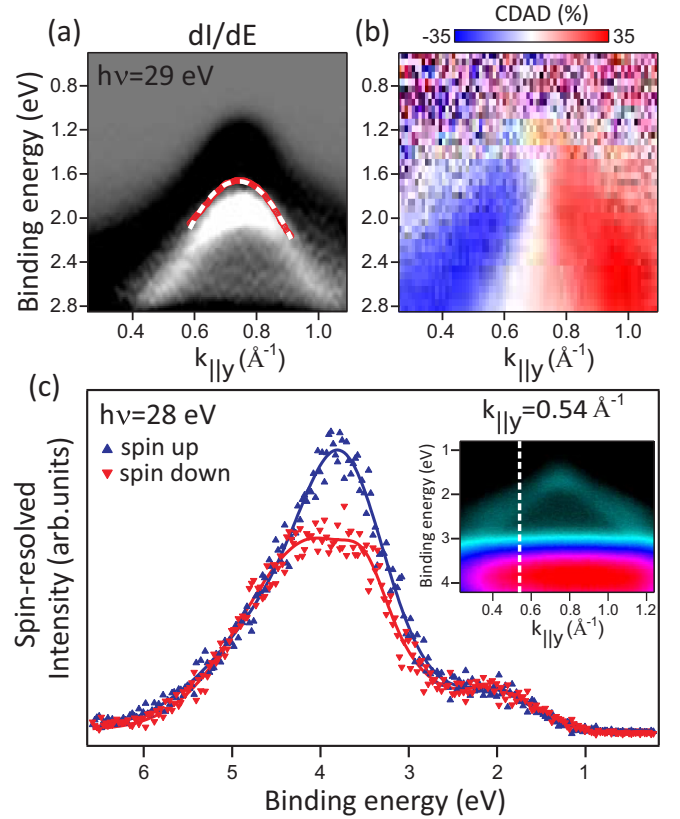 (a)
dI/dE
hν=29 eV
Binding energy (eV)
0.8
1.2
1.6
2.0
2.4
2.8
0.4
0.6
0.8
1.0
k||y (Å-1)
(b)
CDAD (%)
-35
35
0.8
1.2
1.6
2.0
2.4
2.8
0.4
0.6
0.8
1.0
k||y (Å-1)
(c)
hν=28 eV
spin up
spin down
k||y=0.54 Å-1
Spin-resolved
Intensity (arb.units)
6
5
4
3
2
1
Binding energy (eV)
Binding energy (eV)
1
2
3
4
0.4
0.6
0.8
1.0
1.2
k||y(Å-1)